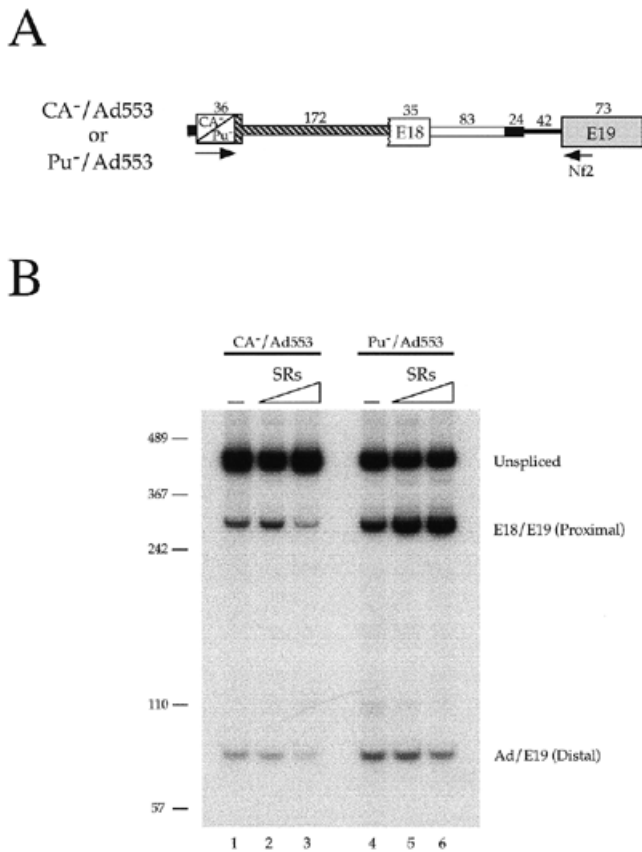 A
CA⁻/Ad553
or
Pu⁻/Ad553
36
CA⁻
Pu⁻
172
35
E18
83
24
42
73
E19
Nf2
B
CA⁻/Ad553 Pu⁻/Ad553
SRs SRs
— —
489
Unspliced
367
E18/E19 (Proximal)
242
110
Ad/E19 (Distal)
57
1 2 3 4 5 6